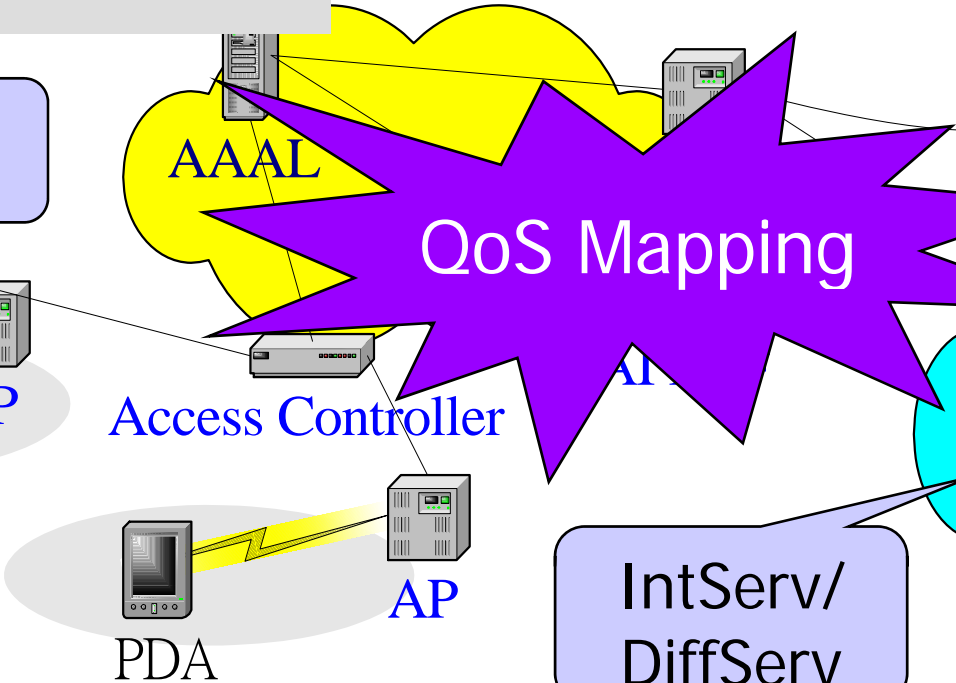 AAAL
QoS Mapping
P
Access Controller
AP
IntServ/
DiffServ
PDA